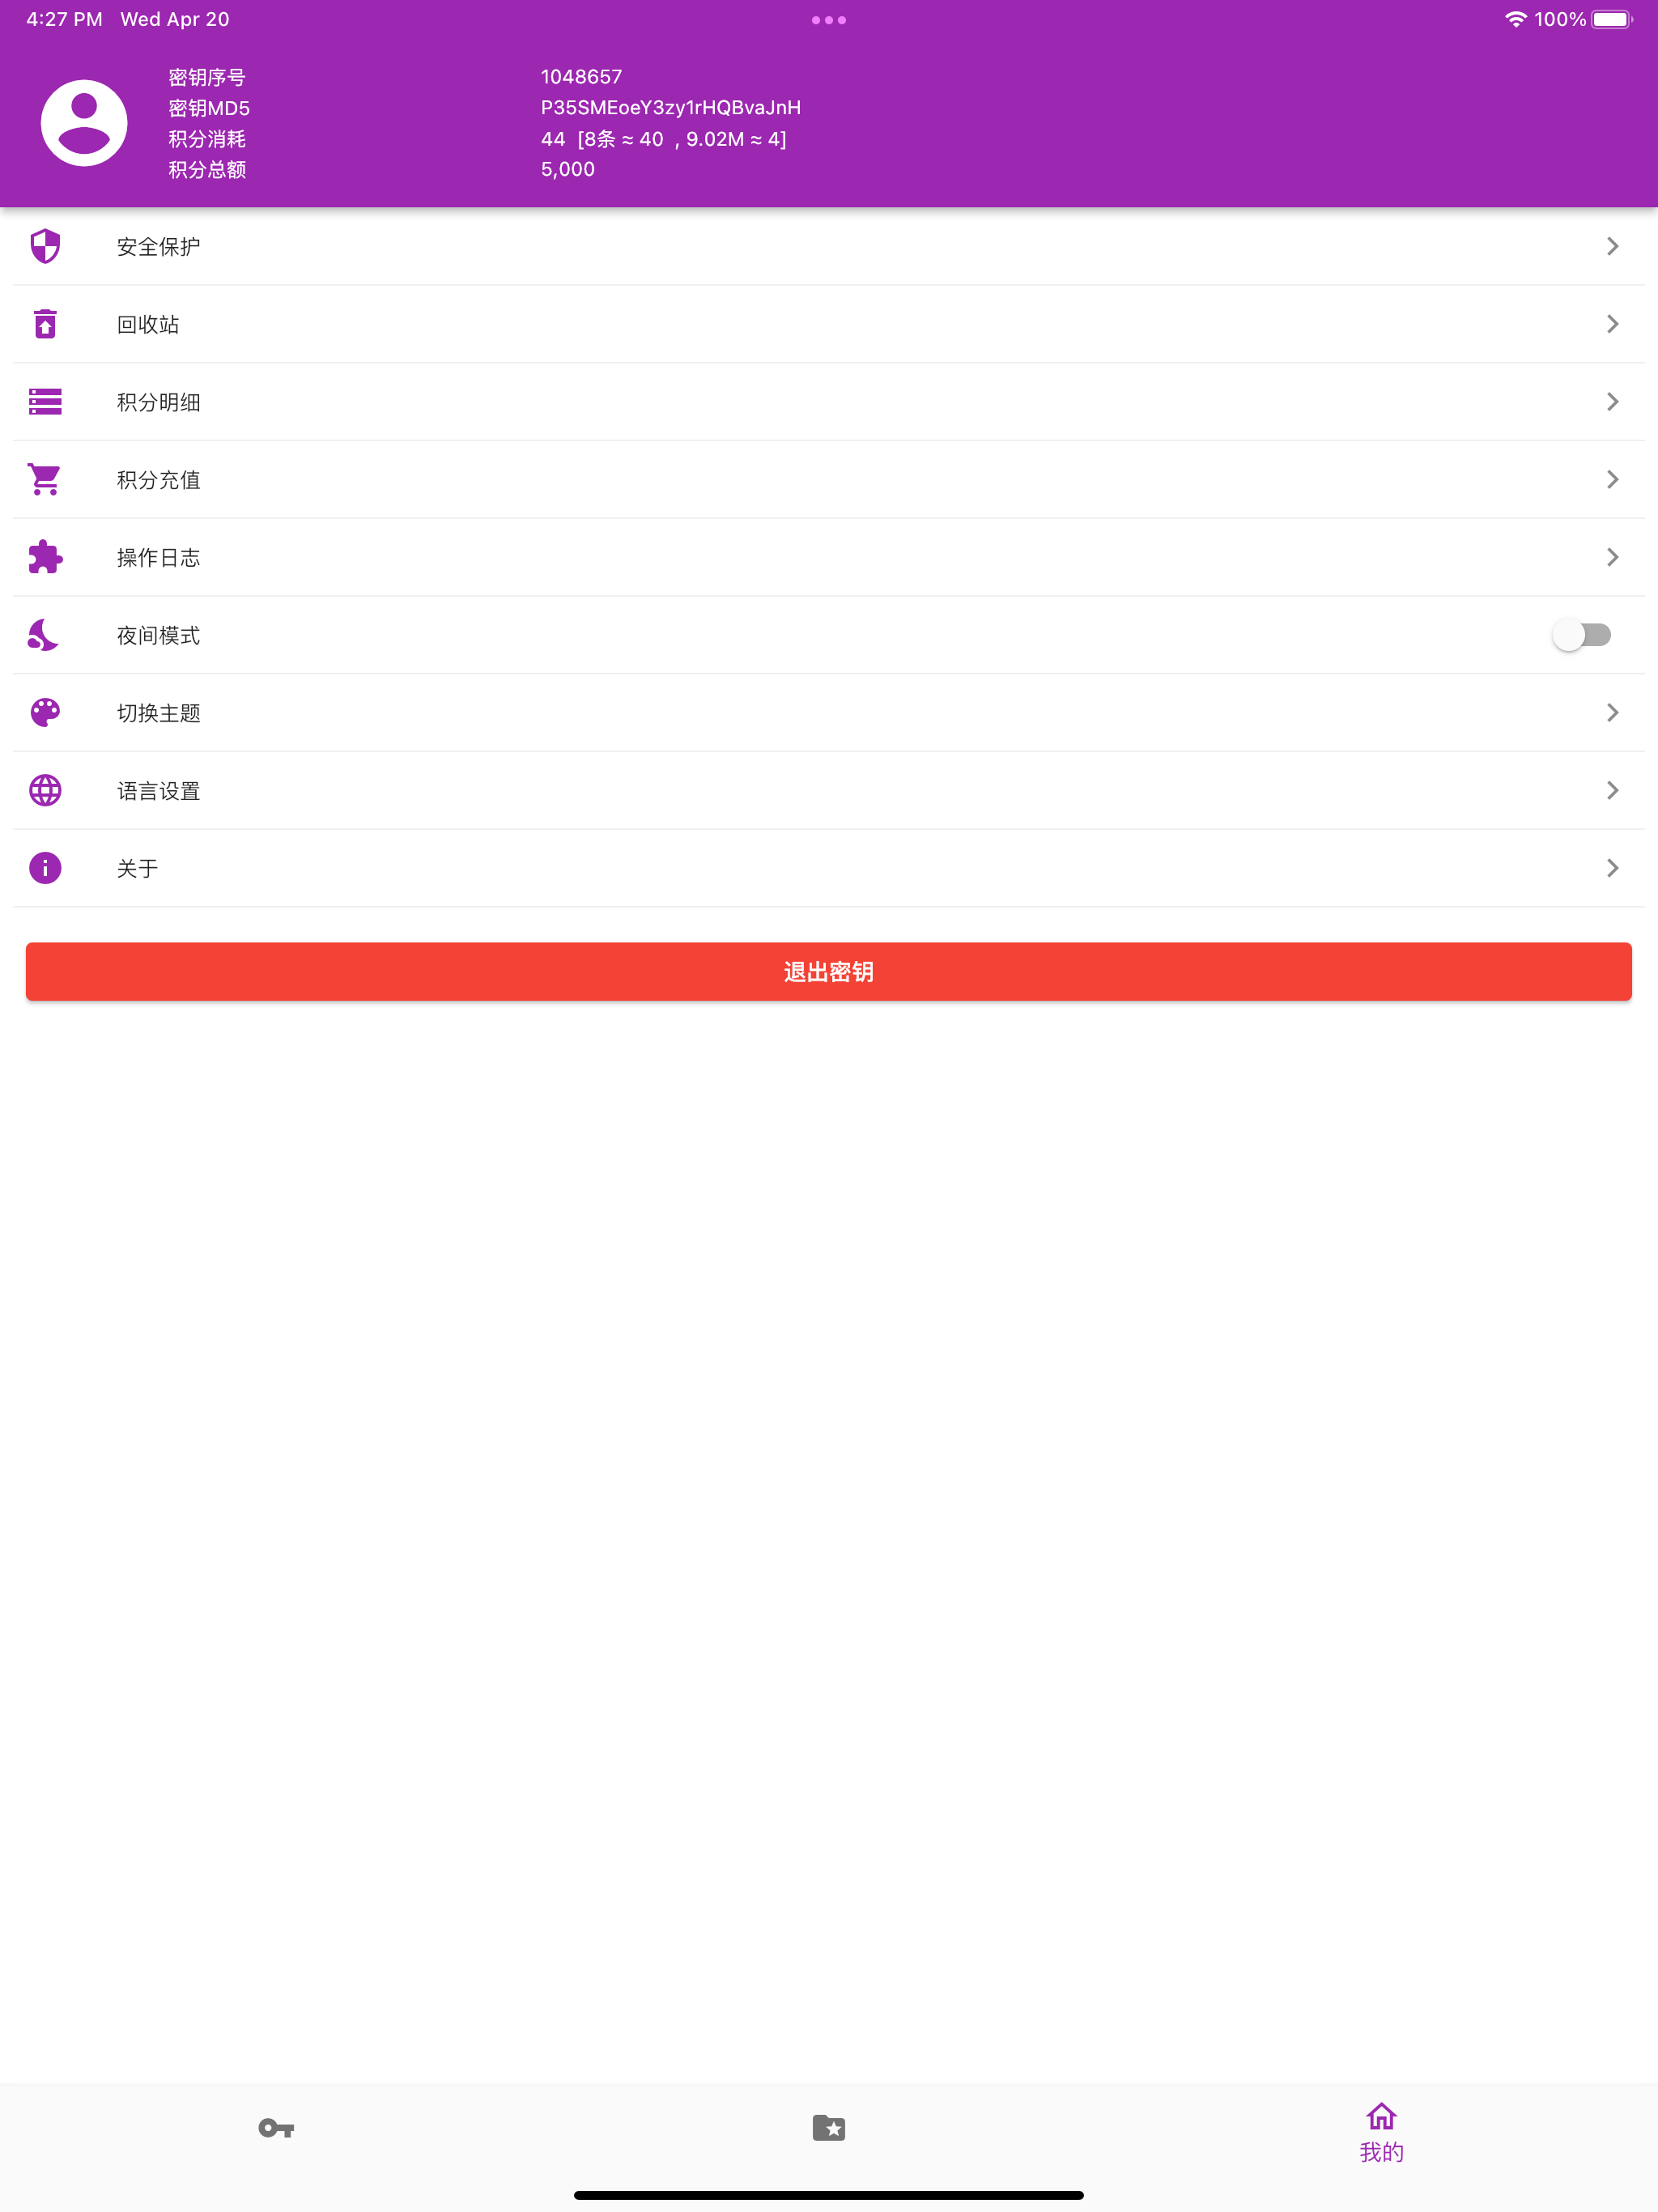 4:27 PM Wed Apr 20 100%
密钥序号 1048657
密钥MD5 P35SMEoeY3zy1rHQBvaJnH
积分消耗 44 [8条 ≈ 40 , 9.02M ≈ 4]
积分总额 5,000
安全保护
回收站
积分明细
积分充值
操作日志
夜间模式
切换主题
语言设置
关于
退出密钥
我的